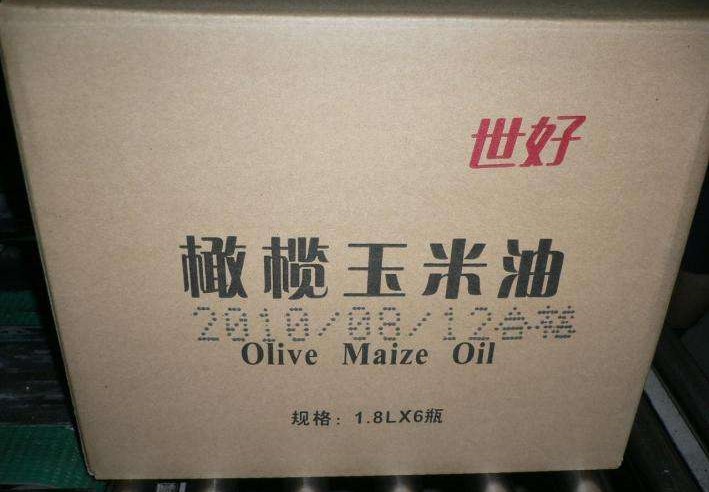 世好
橄榄玉米油
2010/08/12合格
Olive Maize Oil
规格：1.8LX6瓶